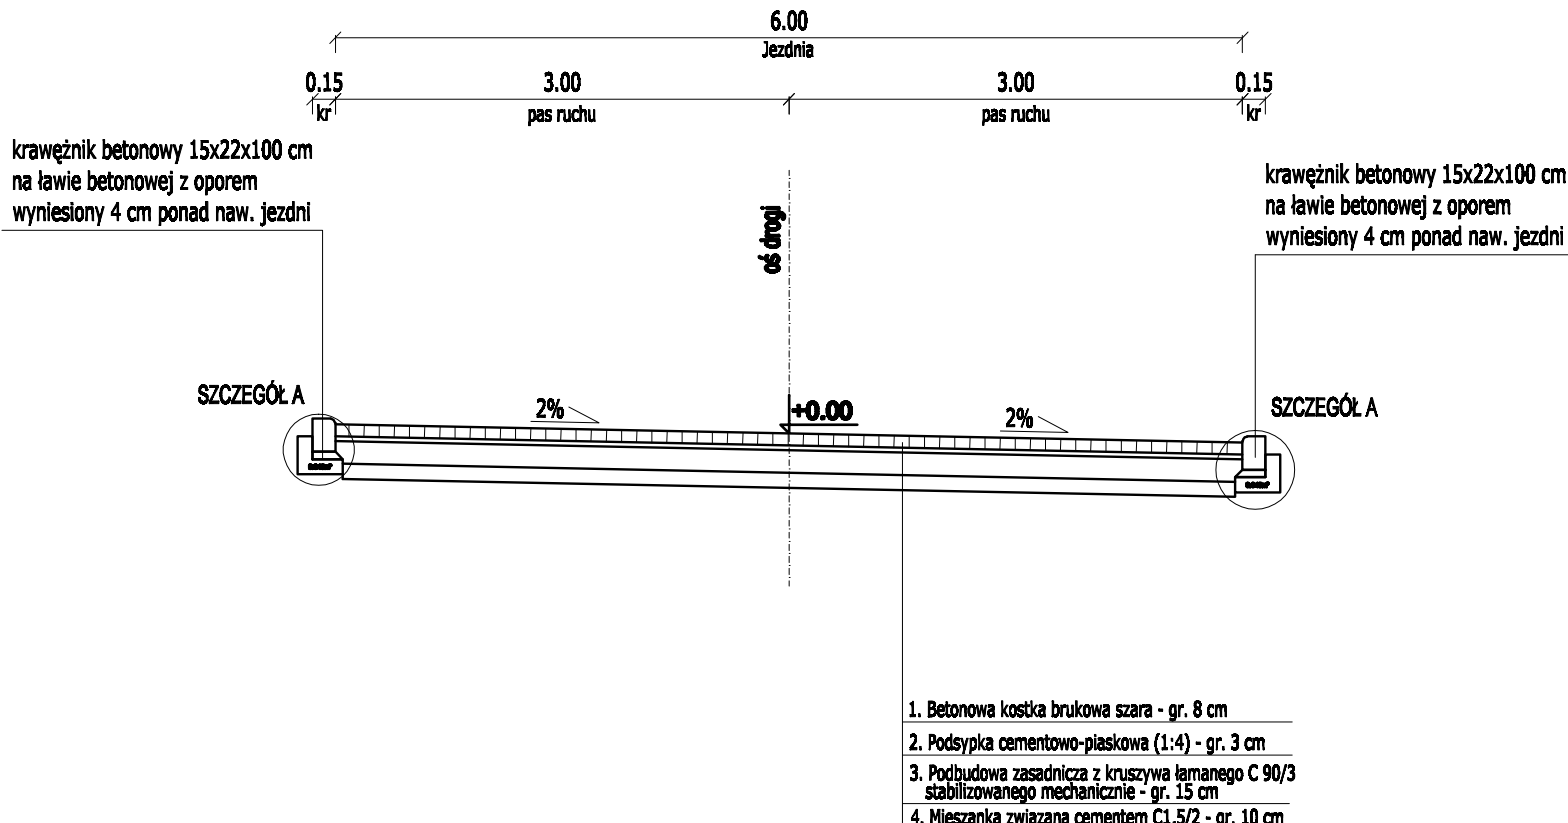 6.00
Jezdnia
0.15 3.00 3.00 0.15
kr pas ruchu pas ruchu kr
krawężnik betonowy 15x22x100 cm
na ławie betonowej z oporem
wyniesiony 4 cm ponad naw. jezdni
krawężnik betonowy 15x22x100 cm
na ławie betonowej z oporem
wyniesiony 4 cm ponad naw. jezdni
oś drogi
SZCZEGÓŁ A
2%
+0.00
2%
SZCZEGÓŁ A
1. Betonowa kostka brukowa szara - gr. 8 cm
2. Podsypka cementowo-piaskowa (1:4) - gr. 3 cm
3. Podbudowa zasadnicza z kruszywa łamanego C 90/3
stabilizowanego mechanicznie - gr. 15 cm
4. Mieszanka związana cementem C1,5/2 - gr. 10 cm